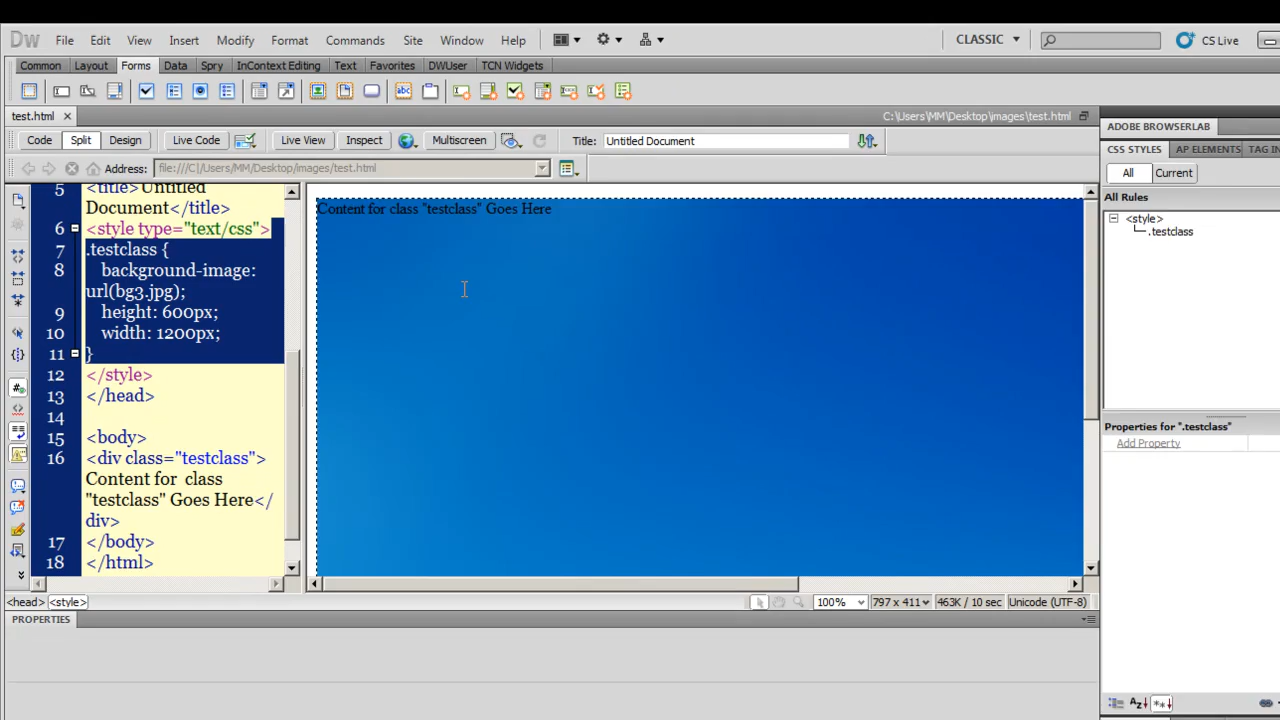 Dw File Edit View Insert Modify Format Commands Site Window Help CLASSIC CS Live
Common Layout Forms Data Spry InContext Editing Text Favorites DWUser TCN Widgets
test.html C:\Users\MM\Desktop\images\test.html
Code Split Design Live Code Live View Inspect Multiscreen Title: Untitled Document
Address: file:///C|/Users/MM/Desktop/images/test.html
5 <title>Untitled
Document</title>
6 <style type="text/css">
7 .testclass {
8 background-image:
url(bg3.jpg);
9 height: 600px;
10 width: 1200px;
11 }
12 </style>
13 </head>
14
15 <body>
16 <div class="testclass">
Content for class
"testclass" Goes Here</
div>
17 </body>
18 </html>
Content for class "testclass" Goes Here
<head> <style> 100% 797 x 411 463K / 10 sec Unicode (UTF-8)
PROPERTIES
ADOBE BROWSERLAB
CSS STYLES AP ELEMENTS TAG IN
All Current
All Rules
<style>
.testclass
Properties for ".testclass"
Add Property